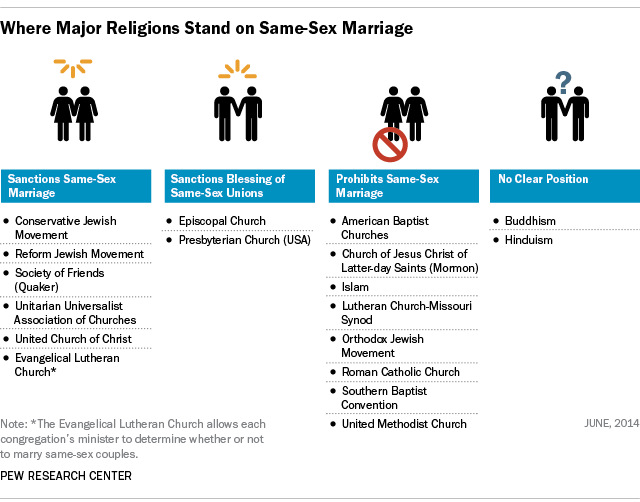 Where Major Religions Stand on Same-Sex Marriage
?
Sanctions Same-Sex
Marriage
• Conservative Jewish
Movement
• Reform Jewish Movement
• Society of Friends
(Quaker)
• Unitarian Universalist
Association of Churches
• United Church of Christ
• Evangelical Lutheran
Church*
Sanctions Blessing of
Same-Sex Unions
• Episcopal Church
• Presbyterian Church (USA)
Prohibits Same-Sex
Marriage
• American Baptist
Churches
• Church of Jesus Christ of
Latter-day Saints (Mormon)
• Islam
• Lutheran Church-Missouri
Synod
• Orthodox Jewish
Movement
• Roman Catholic Church
• Southern Baptist
Convention
• United Methodist Church
No Clear Position
• Buddhism
• Hinduism
Note: *The Evangelical Lutheran Church allows each
congregation's minister to determine whether or not
to marry same-sex couples.
JUNE, 2014
PEW RESEARCH CENTER